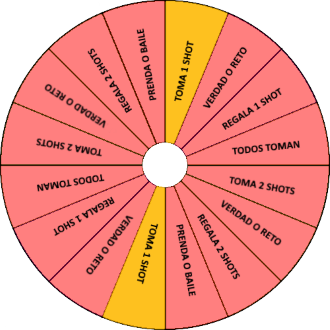 TOMA 1 SHOT
VERDAD O RETO
REGALA 1 SHOT
TODOS TOMAN
TOMA 2 SHOTS
VERDAD O RETO
REGALA 2 SHOTS
PRENDA O BAILE
TOMA 1 SHOT
VERDAD O RETO
REGALA 1 SHOT
TODOS TOMAN
TOMA 2 SHOTS
VERDAD O RETO
REGALA 2 SHOTS
PRENDA O BAILE